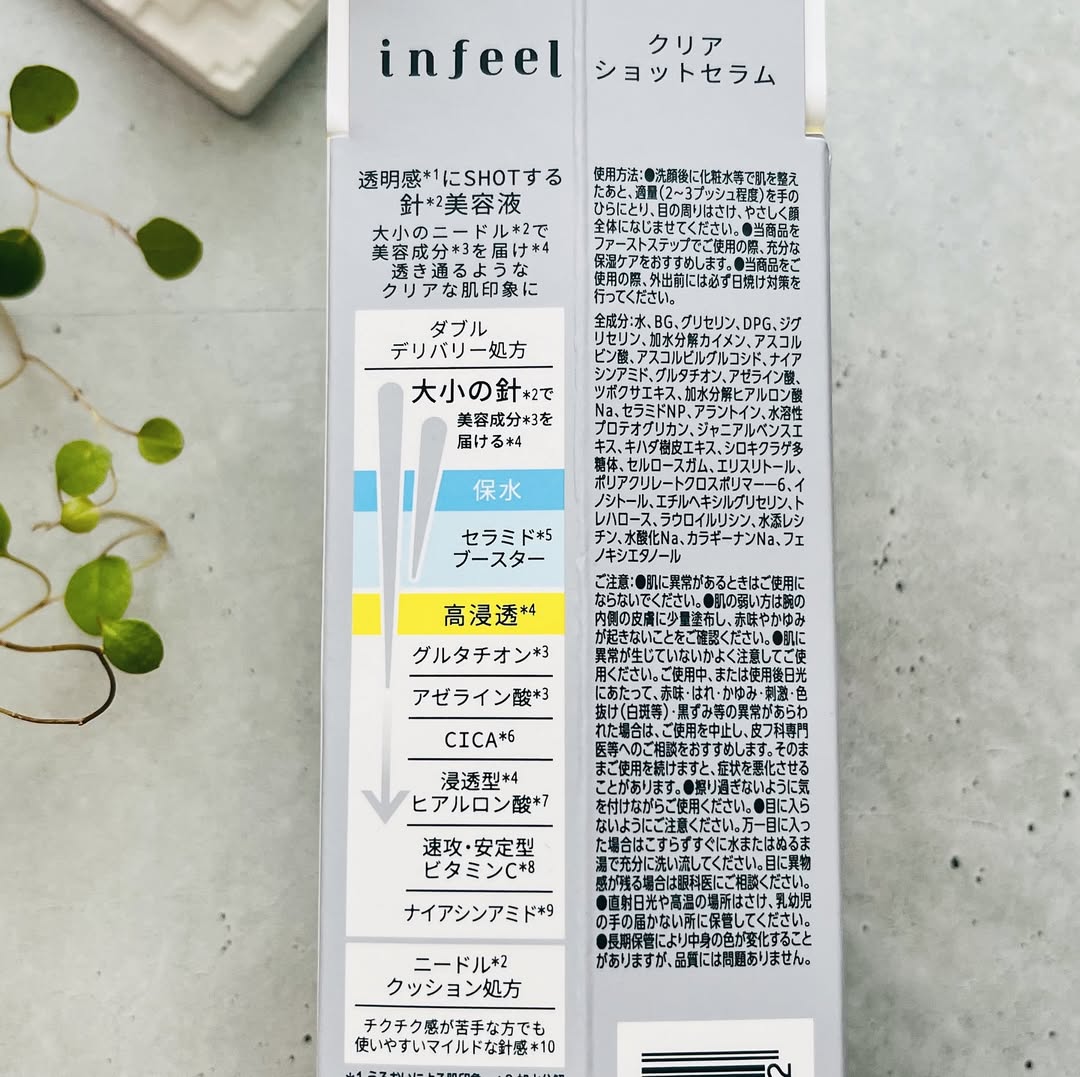 infeel
透明感*1にSHOTする
針*2美容液
大小のニードル*2で
美容成分*3を届け*4
透き通るような
クリアな肌印象に
ダブル
デリバリー処方
大小の針*2で
美容成分*3を
届ける*4
保水
セラミド*5
ブースター
高浸透*4
グルタチオン*3
アゼライン酸*3
CICA*6
浸透型*4
ヒアルロン酸*7
速攻・安定型
ビタミンC*8
ナイアシンアミド*9
ニードル*2
クッション処方
チクチク感が苦手な方でも
使いやすいマイルドな針感*10
クリア
ショットセラム
使用方法:●洗顔後に化粧水等で肌を整え
たあと、適量(2~3プッシュ程度)を手の
ひらにとり、目の周りはさけ、やさしく顔
全体になじませてください。●当商品を
ファーストステップでご使用の際、充分な
保湿ケアをおすすめします。●当商品をご
使用の際、外出前には必ず日焼け対策を
行ってください。
全成分:水、BG、グリセリン、DPG、ジグ
リセリン、加水分解カイメン、アスコル
ビン酸、アスコルビルグルコシド、ナイア
シンアミド、グルタチオン、アゼライン酸、
ツボクサエキス、加水分解ヒアルロン酸
Na、セラミドNP、アラントイン、水溶性
プロテオグリカン、ジャニアルベンスエ
キス、キハダ樹皮エキス、シロキクラゲ多
糖体、セルロースガム、エリスリトール、
ポリアクリレートクロスポリマー−6、イ
ノシトール、エチルヘキシルグリセリン、ト
レハロース、ラウロイルリシン、水添レシ
チン、水酸化Na、カラギーナンNa、フェ
ノキシエタノール
ご注意:●肌に異常があるときはご使用に
ならないでください。●肌の弱い方は腕の
内側の皮膚に少量塗布し、赤味やかゆみ
が起きないことをご確認ください。●肌に
異常が生じていないかよく注意してご使
用ください。ご使用中、または使用後日光
にあたって、赤味・はれ・かゆみ・刺激・色
抜け(白斑等)・黒ずみ等の異常があらわ
れた場合は、ご使用を中止し、皮フ科専門
医等へのご相談をおすすめします。そのま
まご使用を続けますと、症状を悪化させる
ことがあります。●擦り過ぎないように気
を付けながらご使用ください。●目に入ら
ないようにご注意ください。万一目に入っ
た場合はこすらずすぐに水またはぬるま
湯で充分に洗い流してください。目に異物
感が残る場合は眼科医にご相談ください。
●直射日光や高温の場所はさけ、乳幼児
の手の届かない所に保管してください。
●長期保管により中身の色が変化すること
がありますが、品質には問題ありません。
2